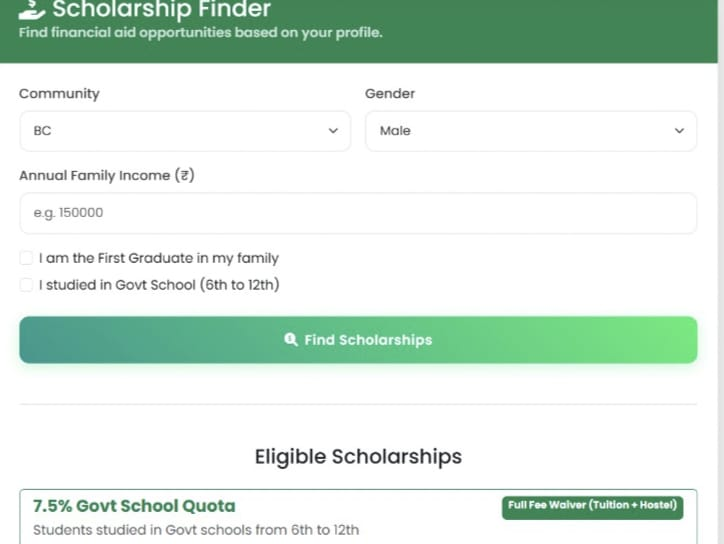 Scholarship Finder
Find financial aid opportunities based on your profile.
Community
Gender
BC
Male
Annual Family Income (₹)
e.g. 150000
I am the First Graduate in my family
I studied in Govt School (6th to 12th)
Find Scholarships
Eligible Scholarships
7.5% Govt School Quota
Full Fee Waiver (Tuition + Hostel)
Students studied in Govt schools from 6th to 12th